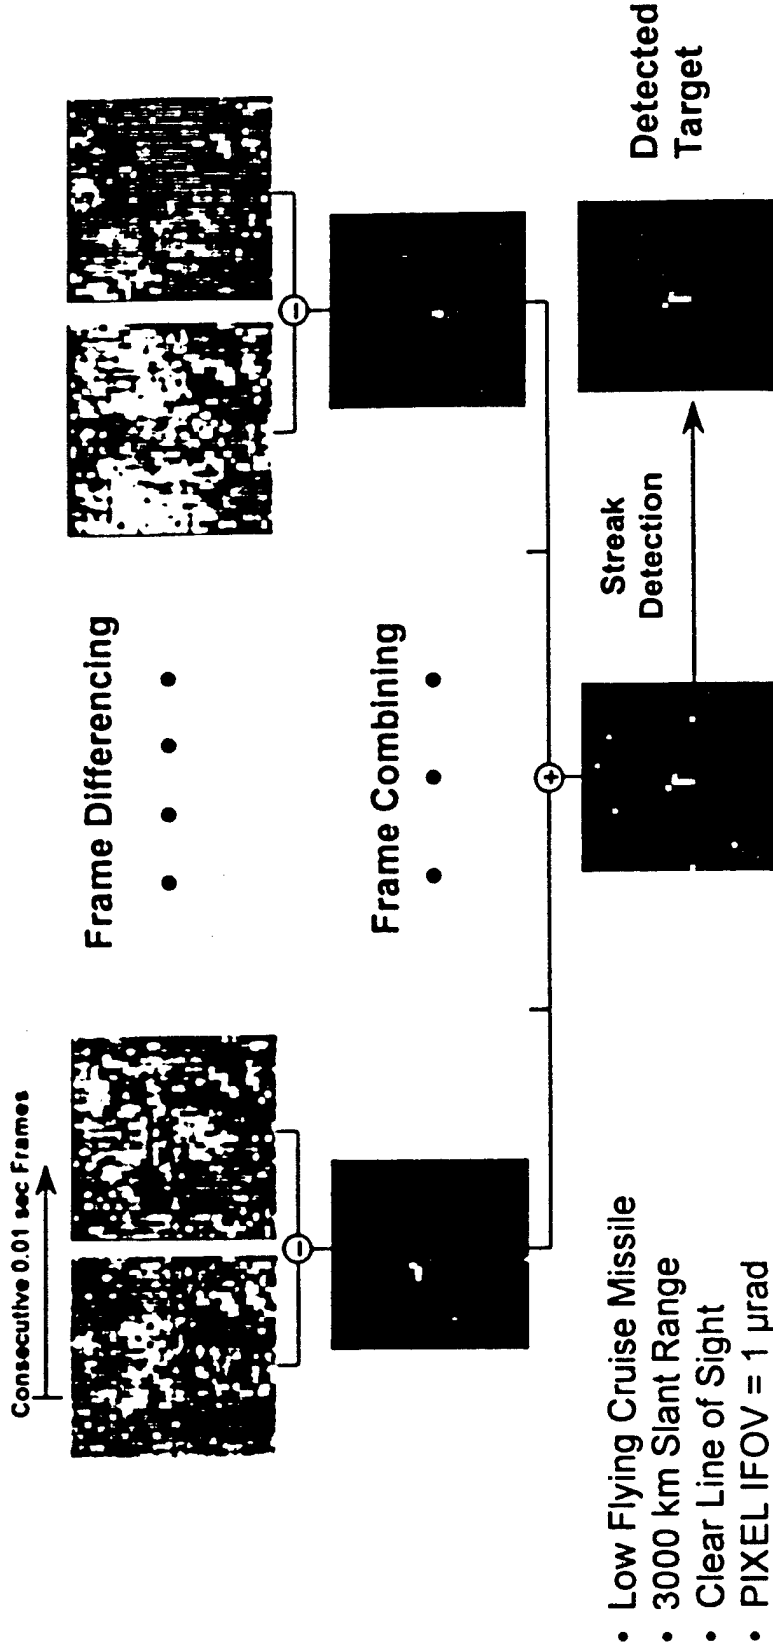 Consecutive 0.01 sec Frames
Frame Differencing
−
−
Frame Combining
+
Streak
Detection
Detected
Target
• Low Flying Cruise Missile
• 3000 km Slant Range
• Clear Line of Sight
• PIXEL IFOV = 1 µrad